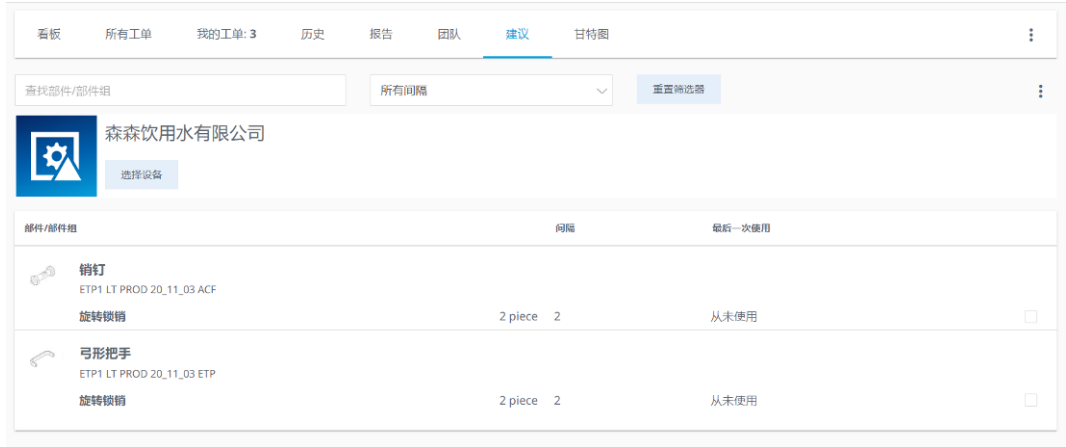 看板 所有工单 我的工单: 3 历史 报告 团队 建议 甘特图
查找部件/部件组 所有间隔 重置筛选器
森森饮用水有限公司
选择设备
部件/部件组 间隔 最后一次使用
销钉
ETP1 LT PROD 20_11_03 ACF
旋转锁销 2 piece 2 从未使用
弓形把手
ETP1 LT PROD 20_11_03 ETP
旋转锁销 2 piece 2 从未使用